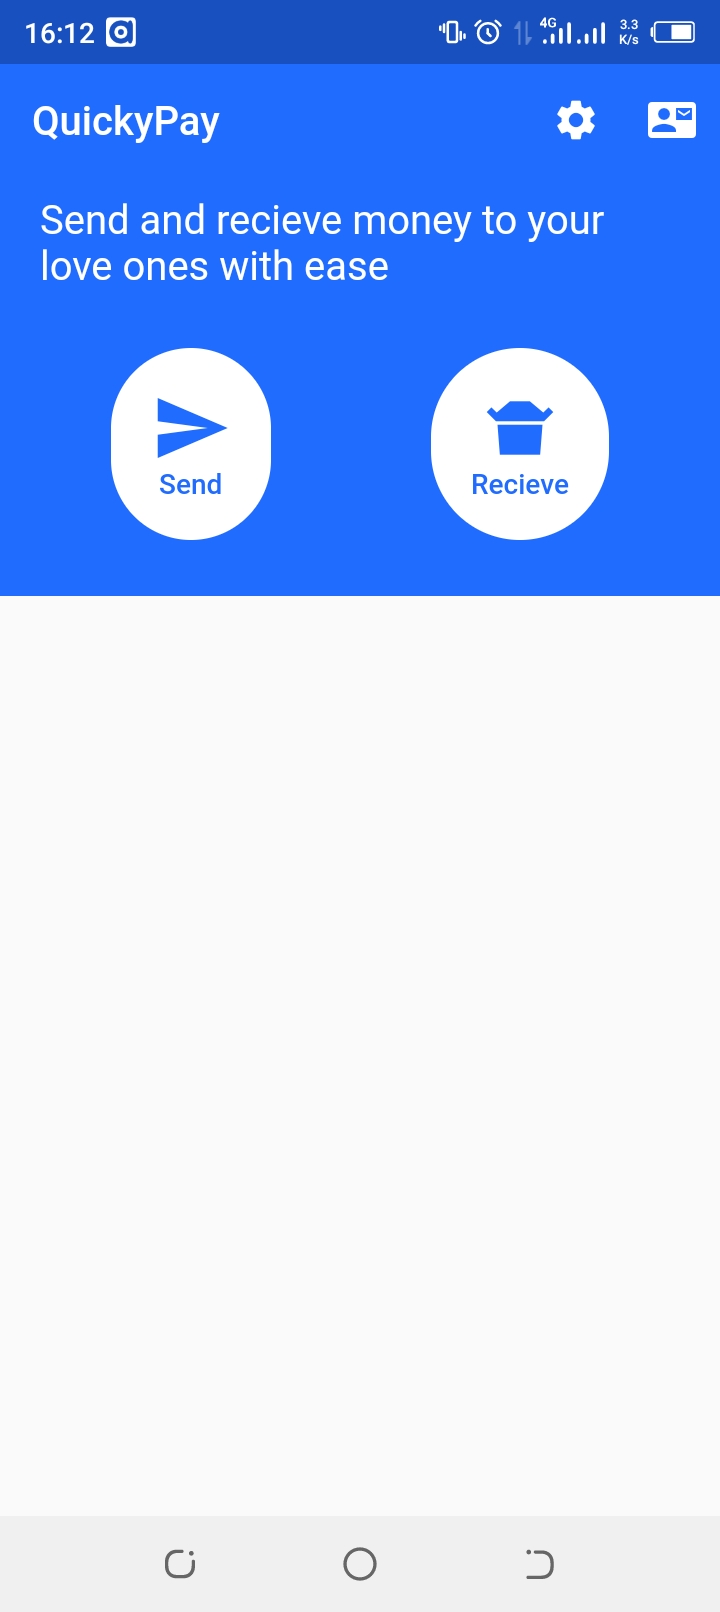 16:12
4G
3.3
K/s
QuickyPay
Send and recieve money to your
love ones with ease
Send
Recieve